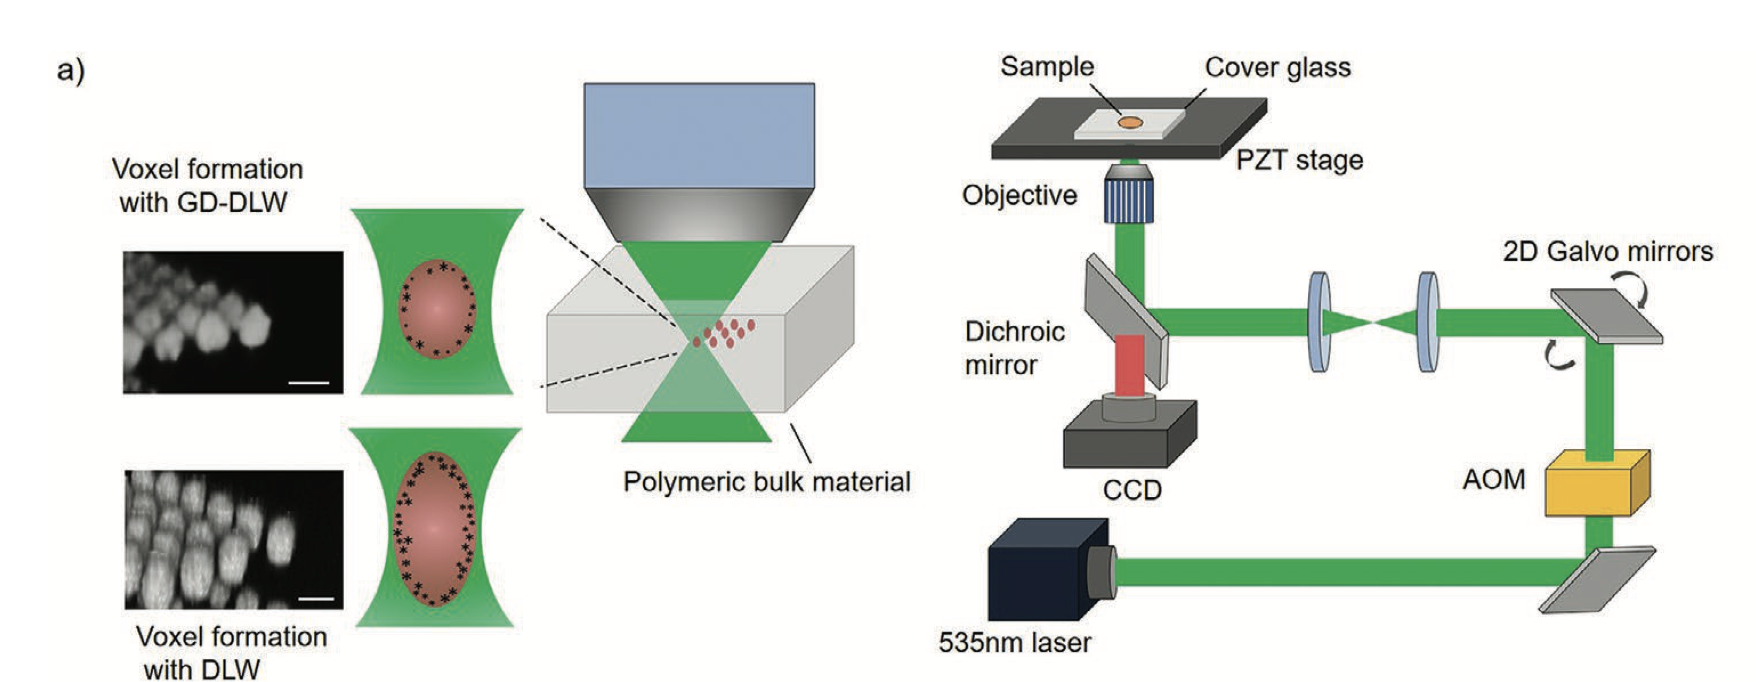 a)
Voxel formation
with GD-DLW
Voxel formation
with DLW
Polymeric bulk material
Sample
Cover glass
PZT stage
Objective
2D Galvo mirrors
Dichroic
mirror
CCD
AOM
535nm laser